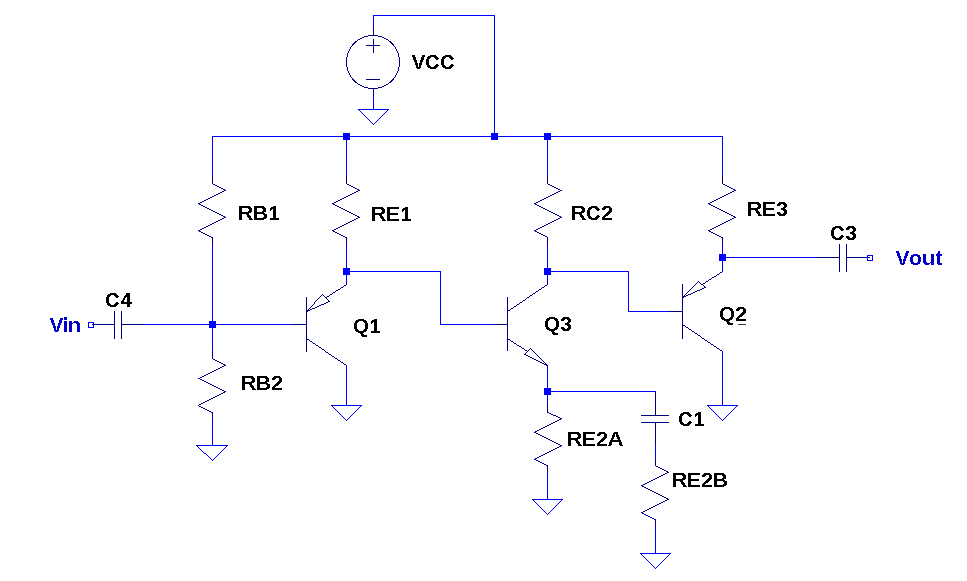 VCC
RB1
RE1
RC2
RE3
C3
Vout
C4
Vin
Q1
Q3
Q2
RB2
C1
RE2A
RE2B